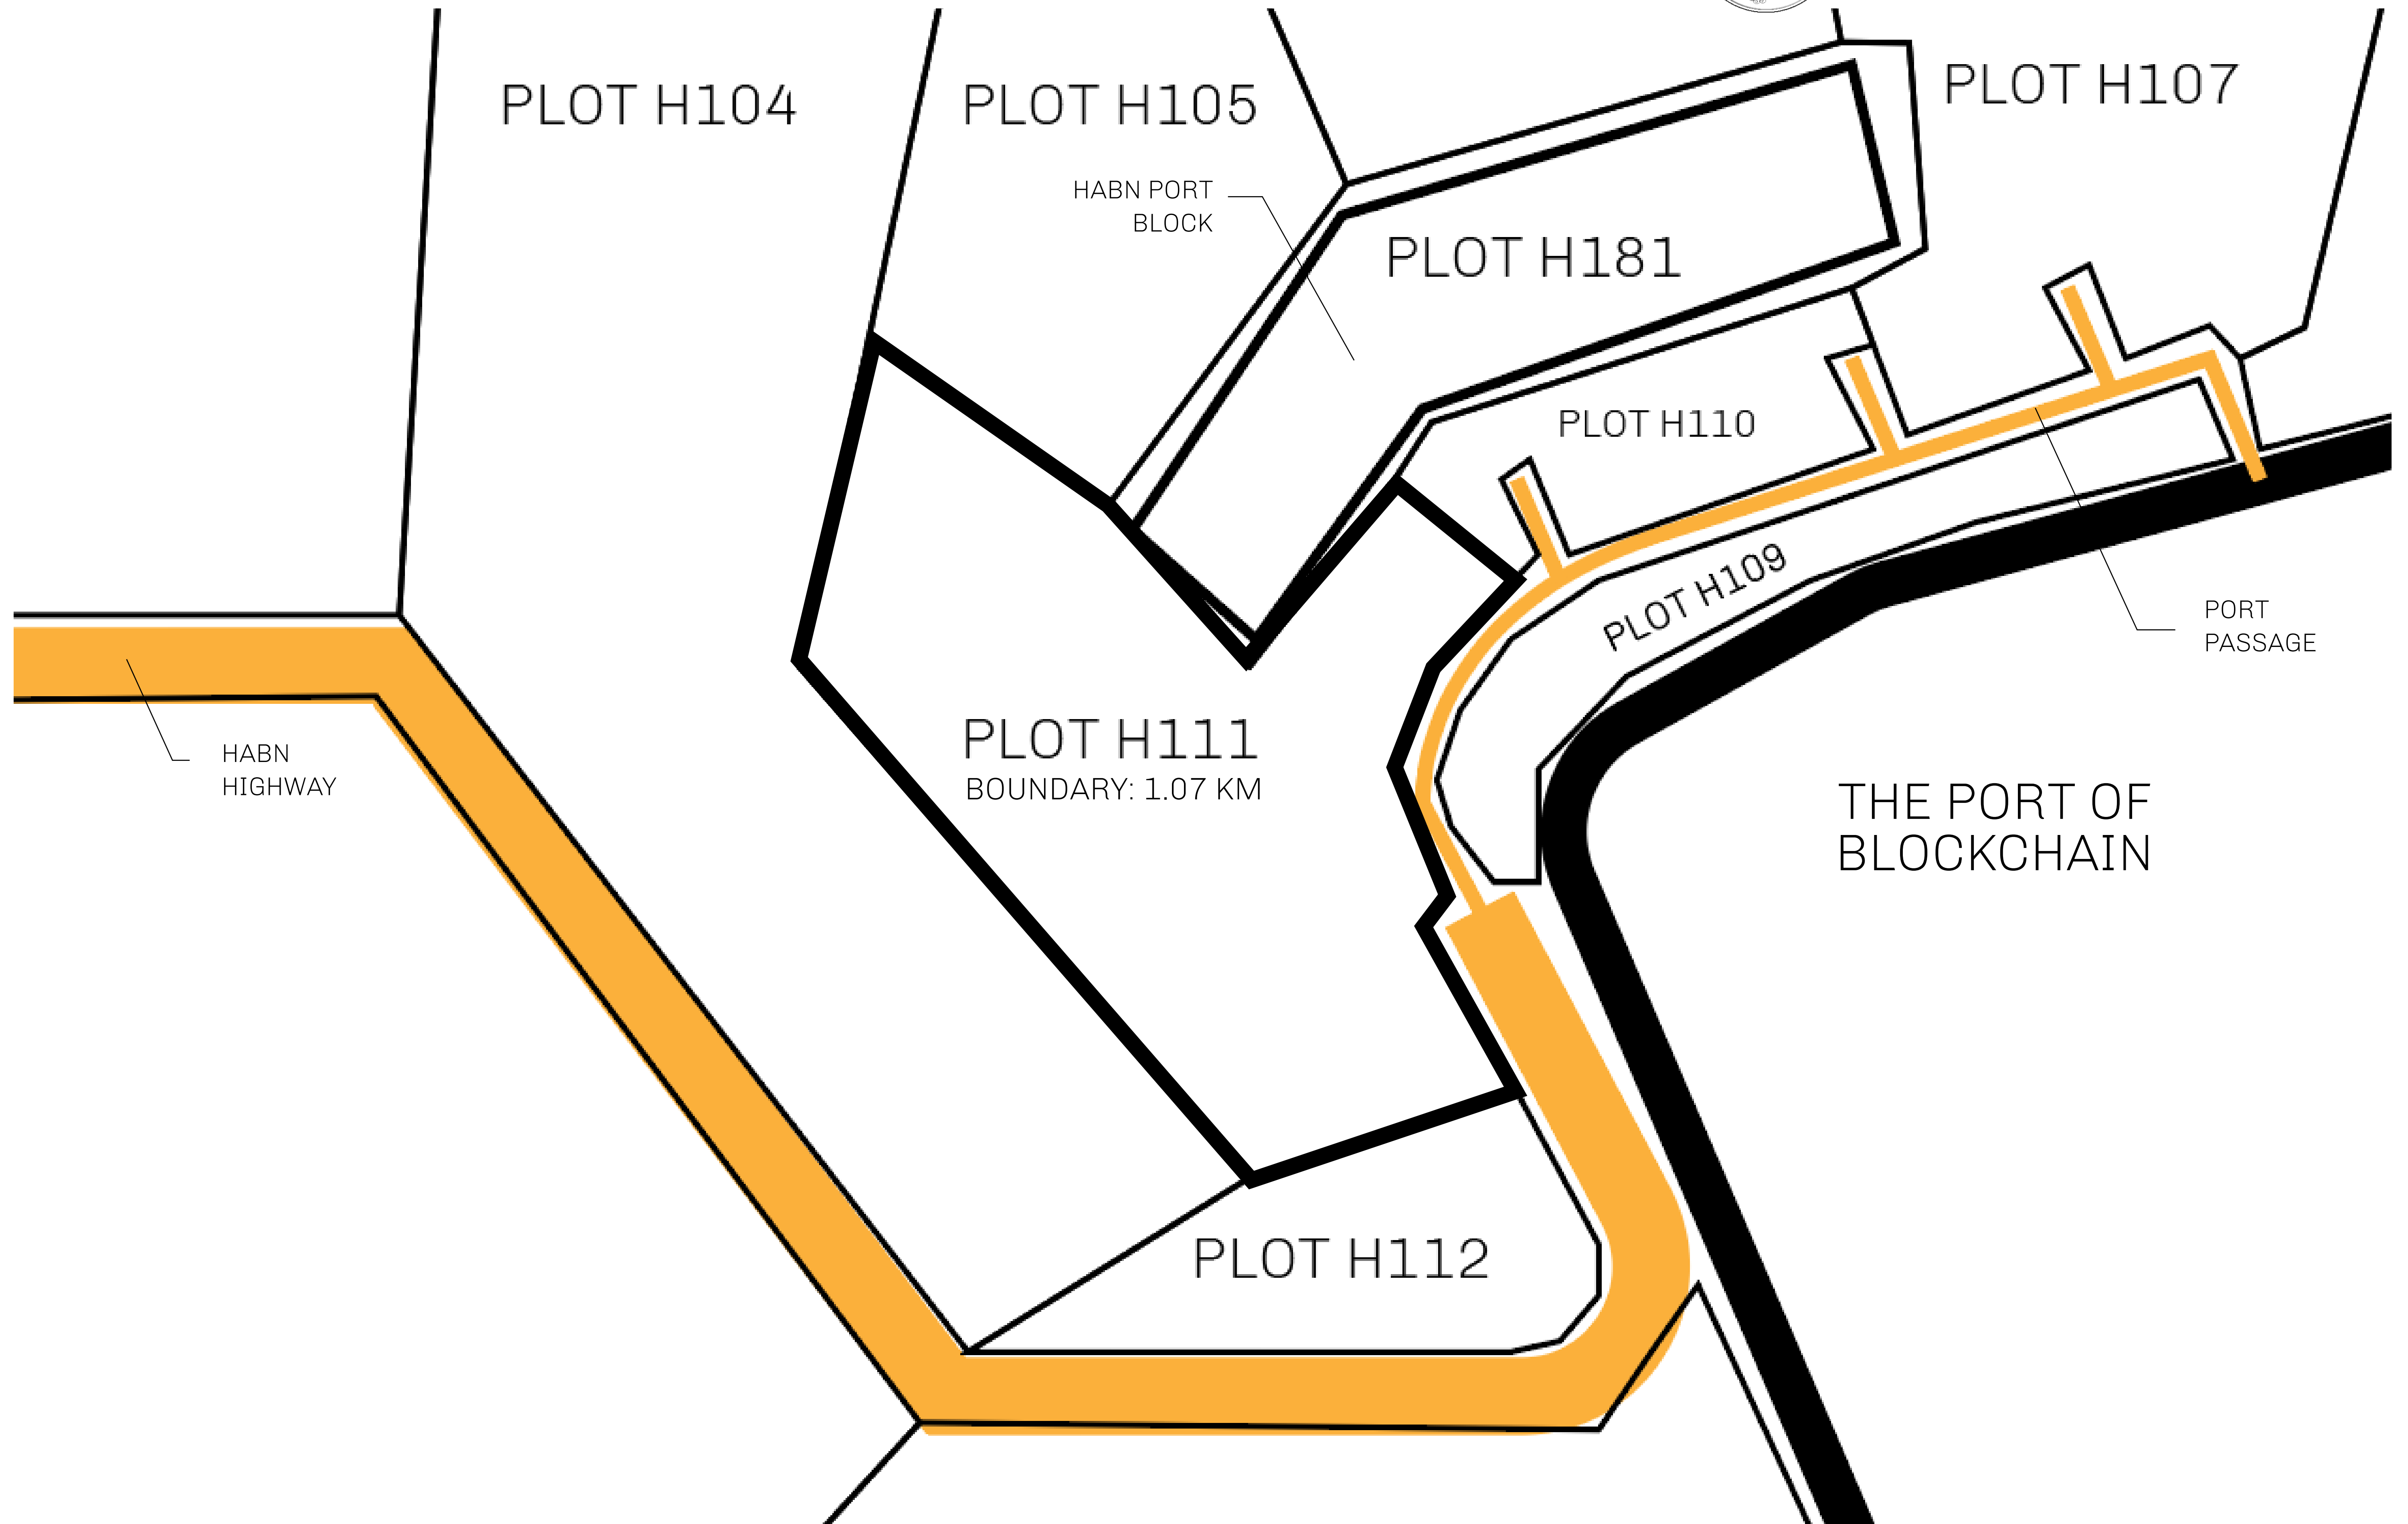 PLOT H104
PLOT H105
PLOT H107
HABN PORT
BLOCK
PLOT H181
PLOT H110
PLOT H109
PORT
PASSAGE
HABN
HIGHWAY
PLOT H111
BOUNDARY: 1.07 KM
THE PORT OF
BLOCKCHAIN
PLOT H112